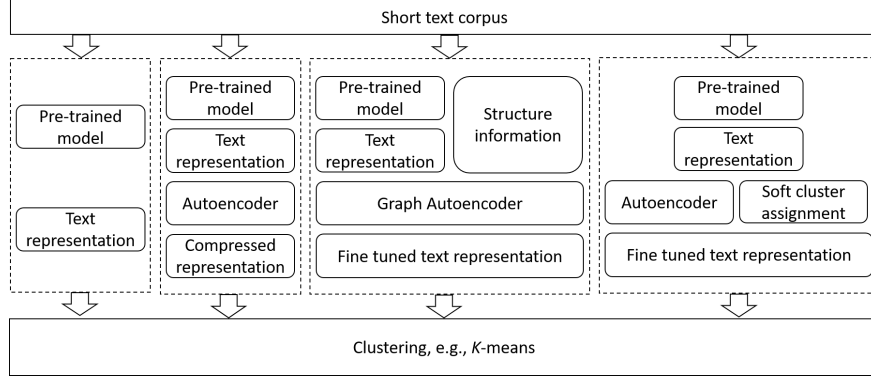 Short text corpus
Pre-trained
model
Text
representation
Pre-trained
model
Text
representation
Autoencoder
Compressed
representation
Pre-trained
model
Text
representation
Structure
information
Graph Autoencoder
Fine tuned text representation
Pre-trained
model
Text
representation
Autoencoder
Soft cluster
assignment
Fine tuned text representation
Clustering, e.g., K-means